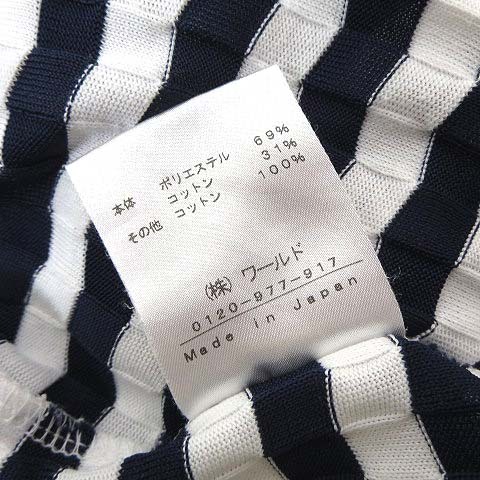 本体 ポリエステル 69%
コットン 31%
その他 コットン 100%
(株) ワールド
0120-977-917
Made in Japan